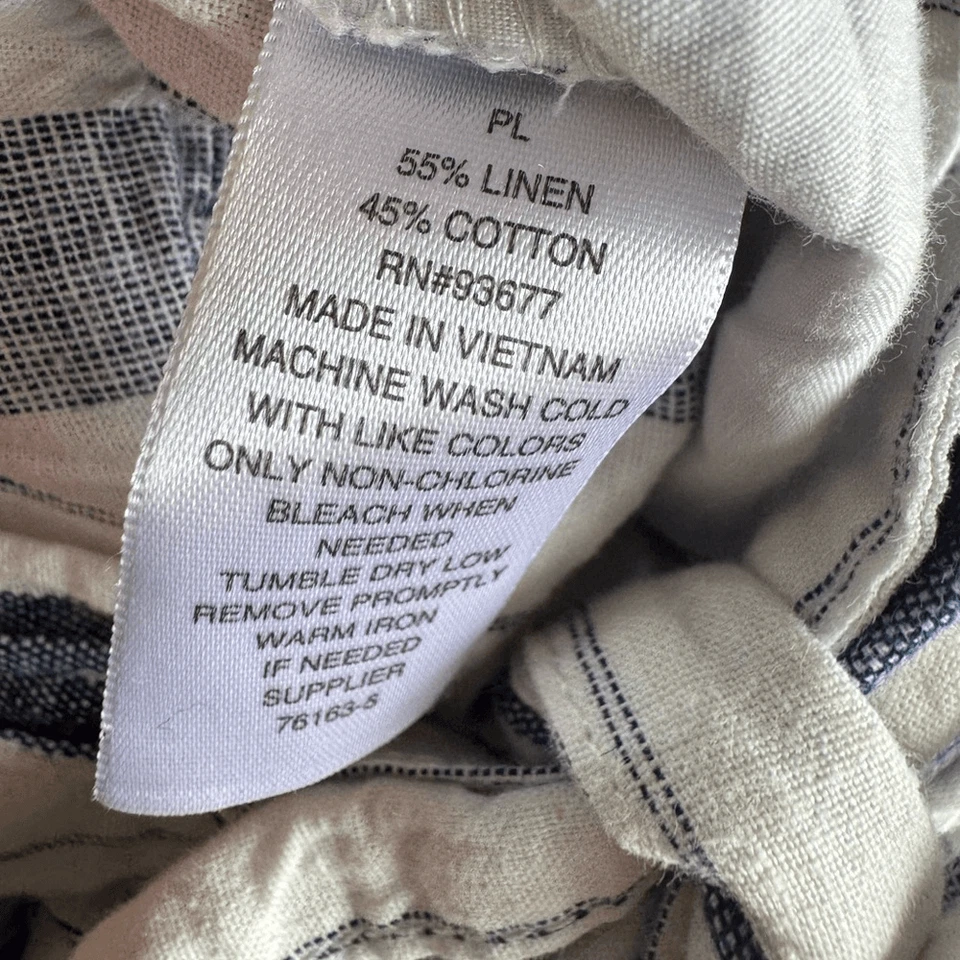 PL
55% LINEN
45% COTTON
RN#93677
MADE IN VIETNAM
MACHINE WASH COLD
WITH LIKE COLORS
ONLY NON-CHLORINE
BLEACH WHEN
NEEDED
TUMBLE DRY LOW
REMOVE PROMPTLY
WARM IRON
IF NEEDED
SUPPLIER
76163-S